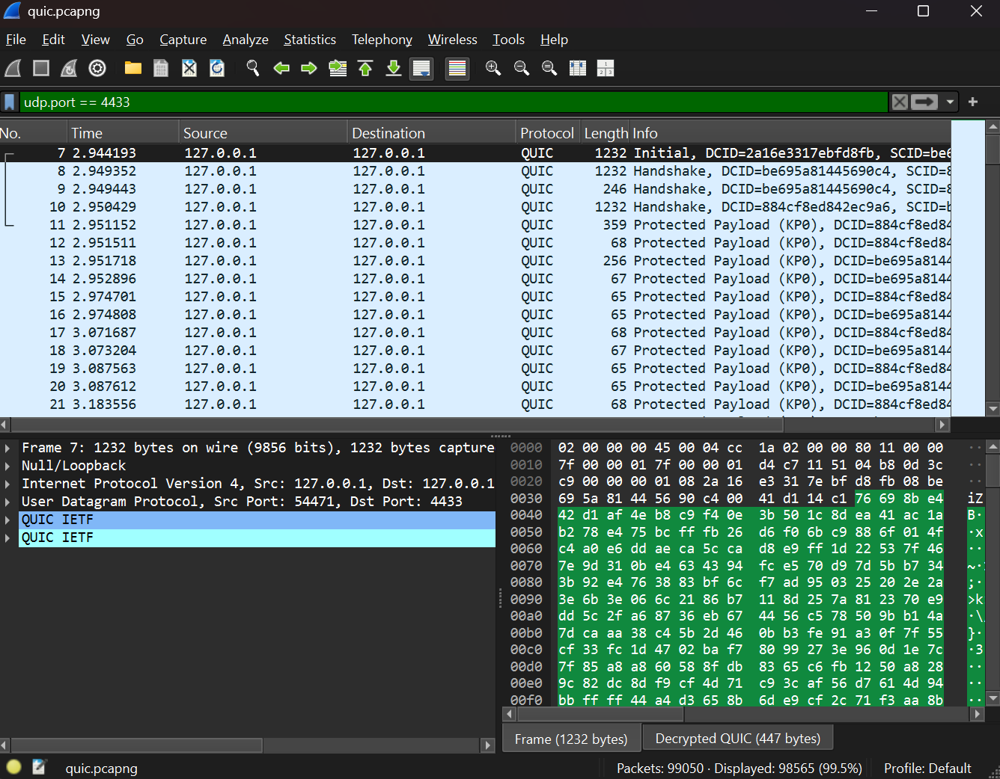 quic.pcapng
File Edit View Go Capture Analyze Statistics Telephony Wireless Tools Help
udp.port == 4433
No. Time Source Destination Protocol Length Info
7 2.944193 127.0.0.1 127.0.0.1 QUIC 1232 Initial, DCID=2a16e3317ebfd8fb, SCID=be6
8 2.949352 127.0.0.1 127.0.0.1 QUIC 1232 Handshake, DCID=be695a81445690c4, SCID=8
9 2.949443 127.0.0.1 127.0.0.1 QUIC 246 Handshake, DCID=be695a81445690c4, SCID=8
10 2.950429 127.0.0.1 127.0.0.1 QUIC 1232 Handshake, DCID=884cf8ed842ec9a6, SCID=b
11 2.951152 127.0.0.1 127.0.0.1 QUIC 359 Protected Payload (KP0), DCID=884cf8ed84
12 2.951511 127.0.0.1 127.0.0.1 QUIC 68 Protected Payload (KP0), DCID=884cf8ed84
13 2.951718 127.0.0.1 127.0.0.1 QUIC 256 Protected Payload (KP0), DCID=be695a8144
14 2.952896 127.0.0.1 127.0.0.1 QUIC 67 Protected Payload (KP0), DCID=be695a8144
15 2.974701 127.0.0.1 127.0.0.1 QUIC 65 Protected Payload (KP0), DCID=884cf8ed84
16 2.974808 127.0.0.1 127.0.0.1 QUIC 65 Protected Payload (KP0), DCID=be695a8144
17 3.071687 127.0.0.1 127.0.0.1 QUIC 68 Protected Payload (KP0), DCID=884cf8ed84
18 3.073204 127.0.0.1 127.0.0.1 QUIC 67 Protected Payload (KP0), DCID=be695a8144
19 3.087563 127.0.0.1 127.0.0.1 QUIC 65 Protected Payload (KP0), DCID=884cf8ed84
20 3.087612 127.0.0.1 127.0.0.1 QUIC 65 Protected Payload (KP0), DCID=be695a8144
21 3.183556 127.0.0.1 127.0.0.1 QUIC 68 Protected Payload (KP0), DCID=884cf8ed84
Frame 7: 1232 bytes on wire (9856 bits), 1232 bytes capture
Null/Loopback
Internet Protocol Version 4, Src: 127.0.0.1, Dst: 127.0.0.1
User Datagram Protocol, Src Port: 54471, Dst Port: 4433
QUIC IETF
QUIC IETF
0000 02 00 00 00 45 00 04 cc 1a 02 00 00 80 11 00 00 ··
0010 7f 00 00 01 7f 00 00 01 d4 c7 11 51 04 b8 0d 3c ··
0020 c9 00 00 00 01 08 2a 16 e3 31 7e bf d8 fb 08 be ··
0030 69 5a 81 44 56 90 c4 00 41 d1 14 c1 76 69 8b e4 iZ
0040 42 d1 af 4e b8 c9 f4 0e 3b 50 1c 8d ea 41 ac 1a B·
0050 b2 78 e4 75 bc ff fb 26 d6 f0 6b c9 88 6f 01 4f ·x
0060 c4 a0 e6 dd ae ca 5c ca d8 e9 ff 1d 22 53 7f 46 ··
0070 7e 9d 31 0b e4 63 43 94 fc e5 70 d9 7d 5b b7 34 ~·
0080 3b 92 e4 76 38 83 bf 6c f7 ad 95 03 25 20 2e 2a ;·
0090 3e 6b 3e 06 6c 21 86 b7 11 8d 25 7a 81 23 70 e9 >k
00a0 dd 5c 2f a6 87 36 eb 67 44 56 c5 78 50 9b b1 4a ·\
00b0 7d ca aa 38 c4 5b 2d 46 0b b3 fe 91 a3 0f 7f 55 }·
00c0 cf 33 fc 1d 47 02 ba f7 80 99 27 3e 96 0d 1e 7c ·3
00d0 7f 85 a8 a8 60 58 8f db 83 65 c6 fb 12 50 a8 28 ··
00e0 9c 82 dc 8d f9 cf 4d 71 c9 3c af 56 d7 61 4d 94 ··
00f0 bb ff ff 44 a4 d3 65 8b 6d e9 cf 2c 71 f3 aa 8b ··
Frame (1232 bytes) Decrypted QUIC (447 bytes)
quic.pcapng Packets: 99050 · Displayed: 98565 (99.5%) Profile: Default